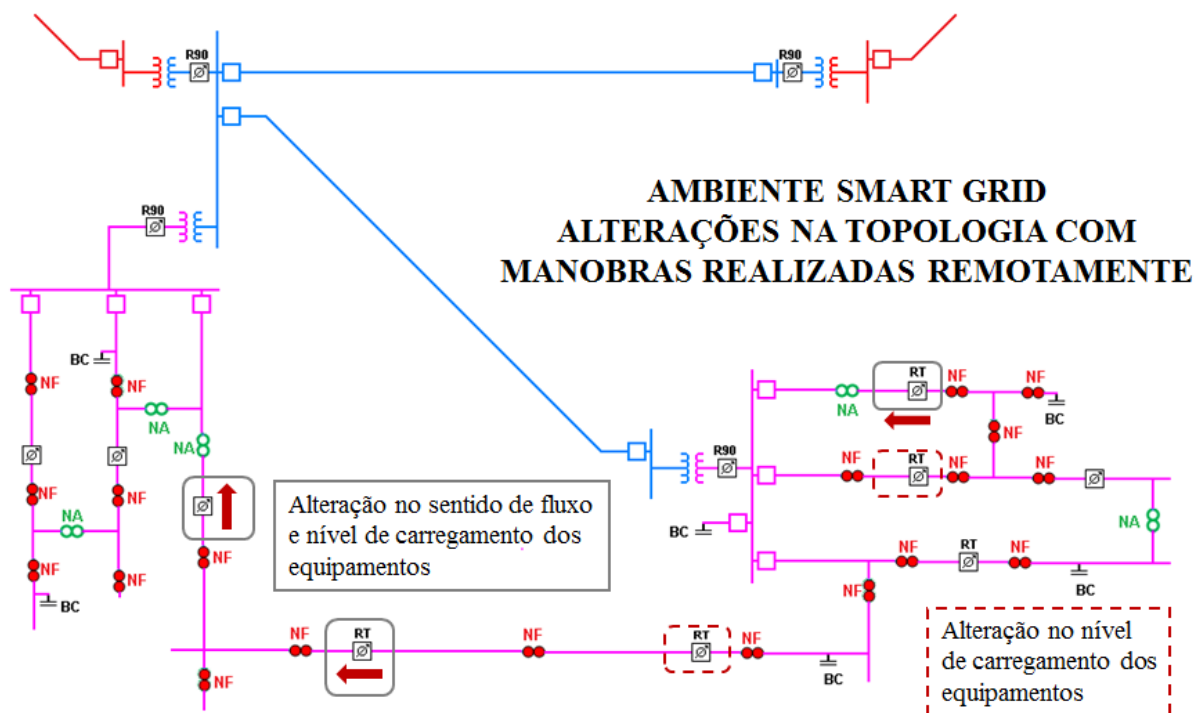 R90
R90
AMBIENTE SMART GRID
ALTERAÇÕES NA TOPOLOGIA COM
MANOBRAS REALIZADAS REMOTAMENTE
R90
BC
NF
NF
NA
NA
NF
NF
NA
NF
NF
NF
BC
NF
Alteração no sentido de fluxo
e nível de carregamento dos
equipamentos
RT
NF
NF
NA
BC
NF
R90
NF
RT
NF
NF
NA
BC
NF
RT
NF
BC
NF
NF
RT
NF
RT
NF
BC
Alteração no nível
de carregamento dos
equipamentos